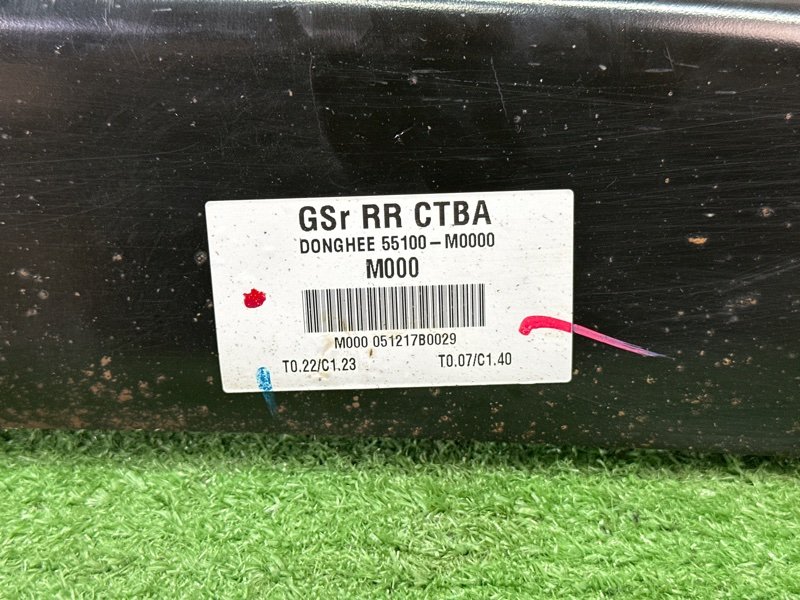 GSr RR CTBA
DONGHEE 55100-M0000
M000
M000 051217B0029
T0.22/C1.23 T0.07/C1.40